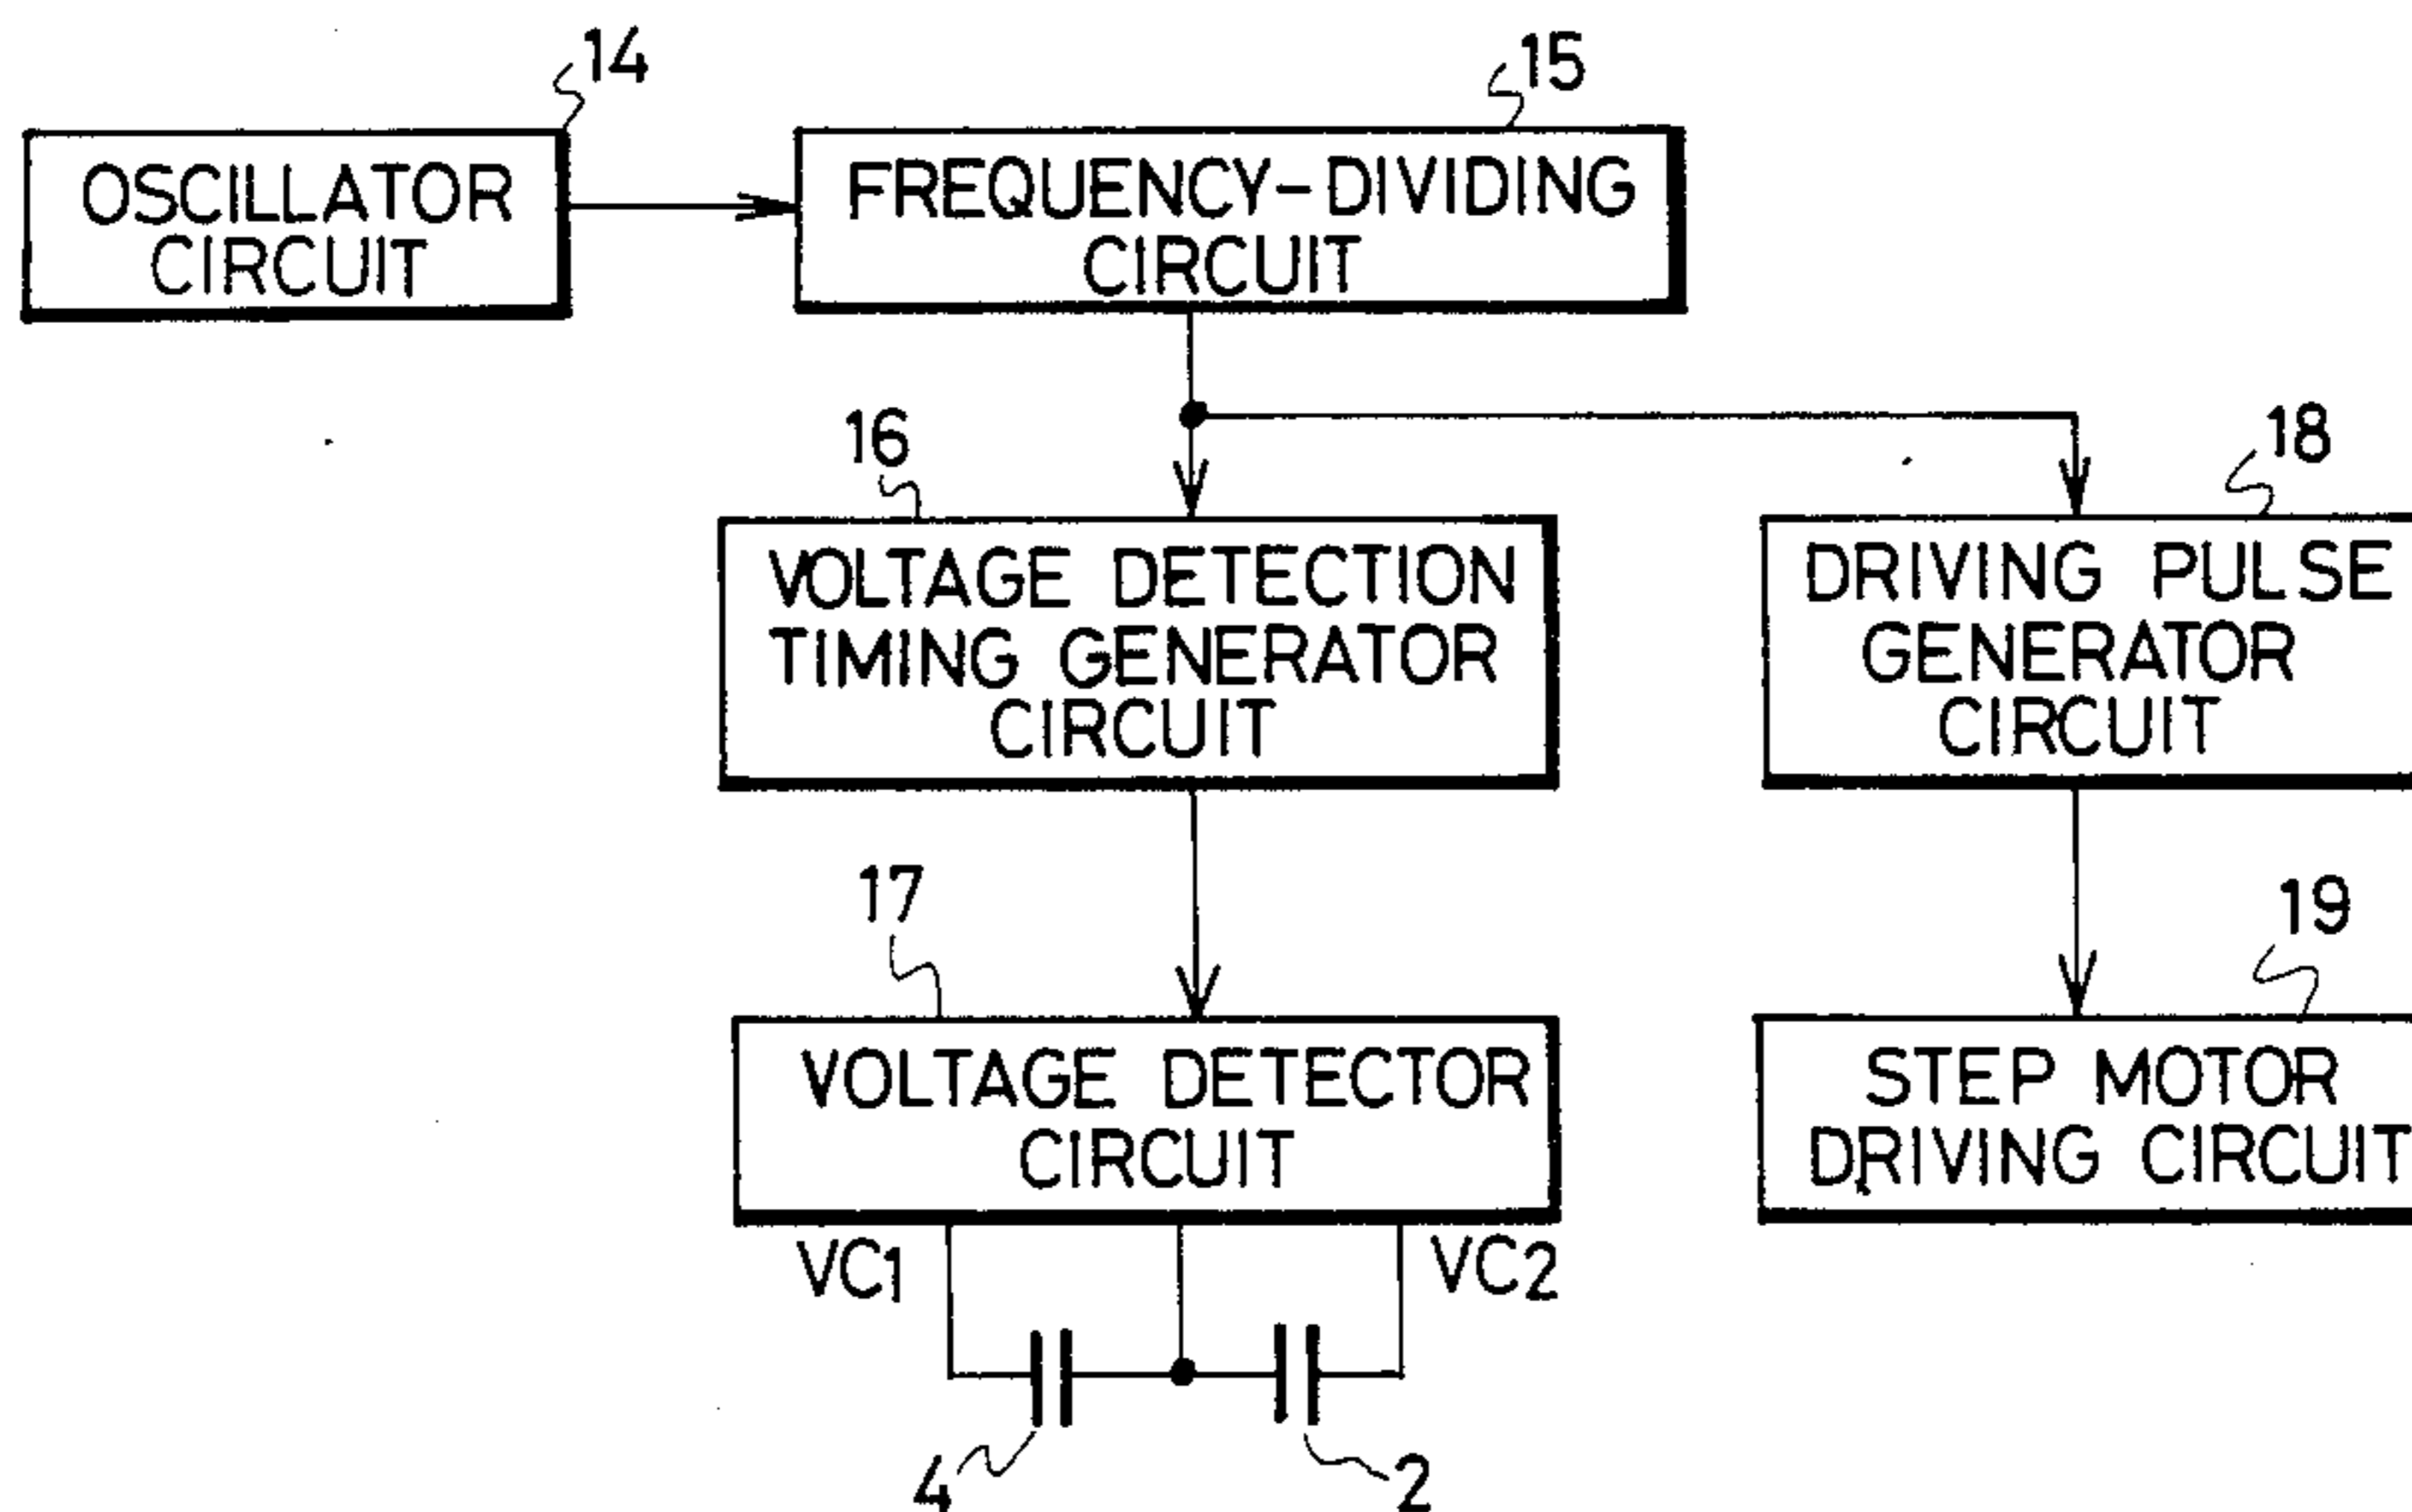 14
15
OSCILLATOR
CIRCUIT
FREQUENCY-DIVIDING
CIRCUIT
16
18
VOLTAGE DETECTION
TIMING GENERATOR
CIRCUIT
DRIVING PULSE
GENERATOR
CIRCUIT
17
19
VOLTAGE DETECTOR
CIRCUIT
STEP MOTOR
DRIVING CIRCUIT
VC1
VC2
4
2